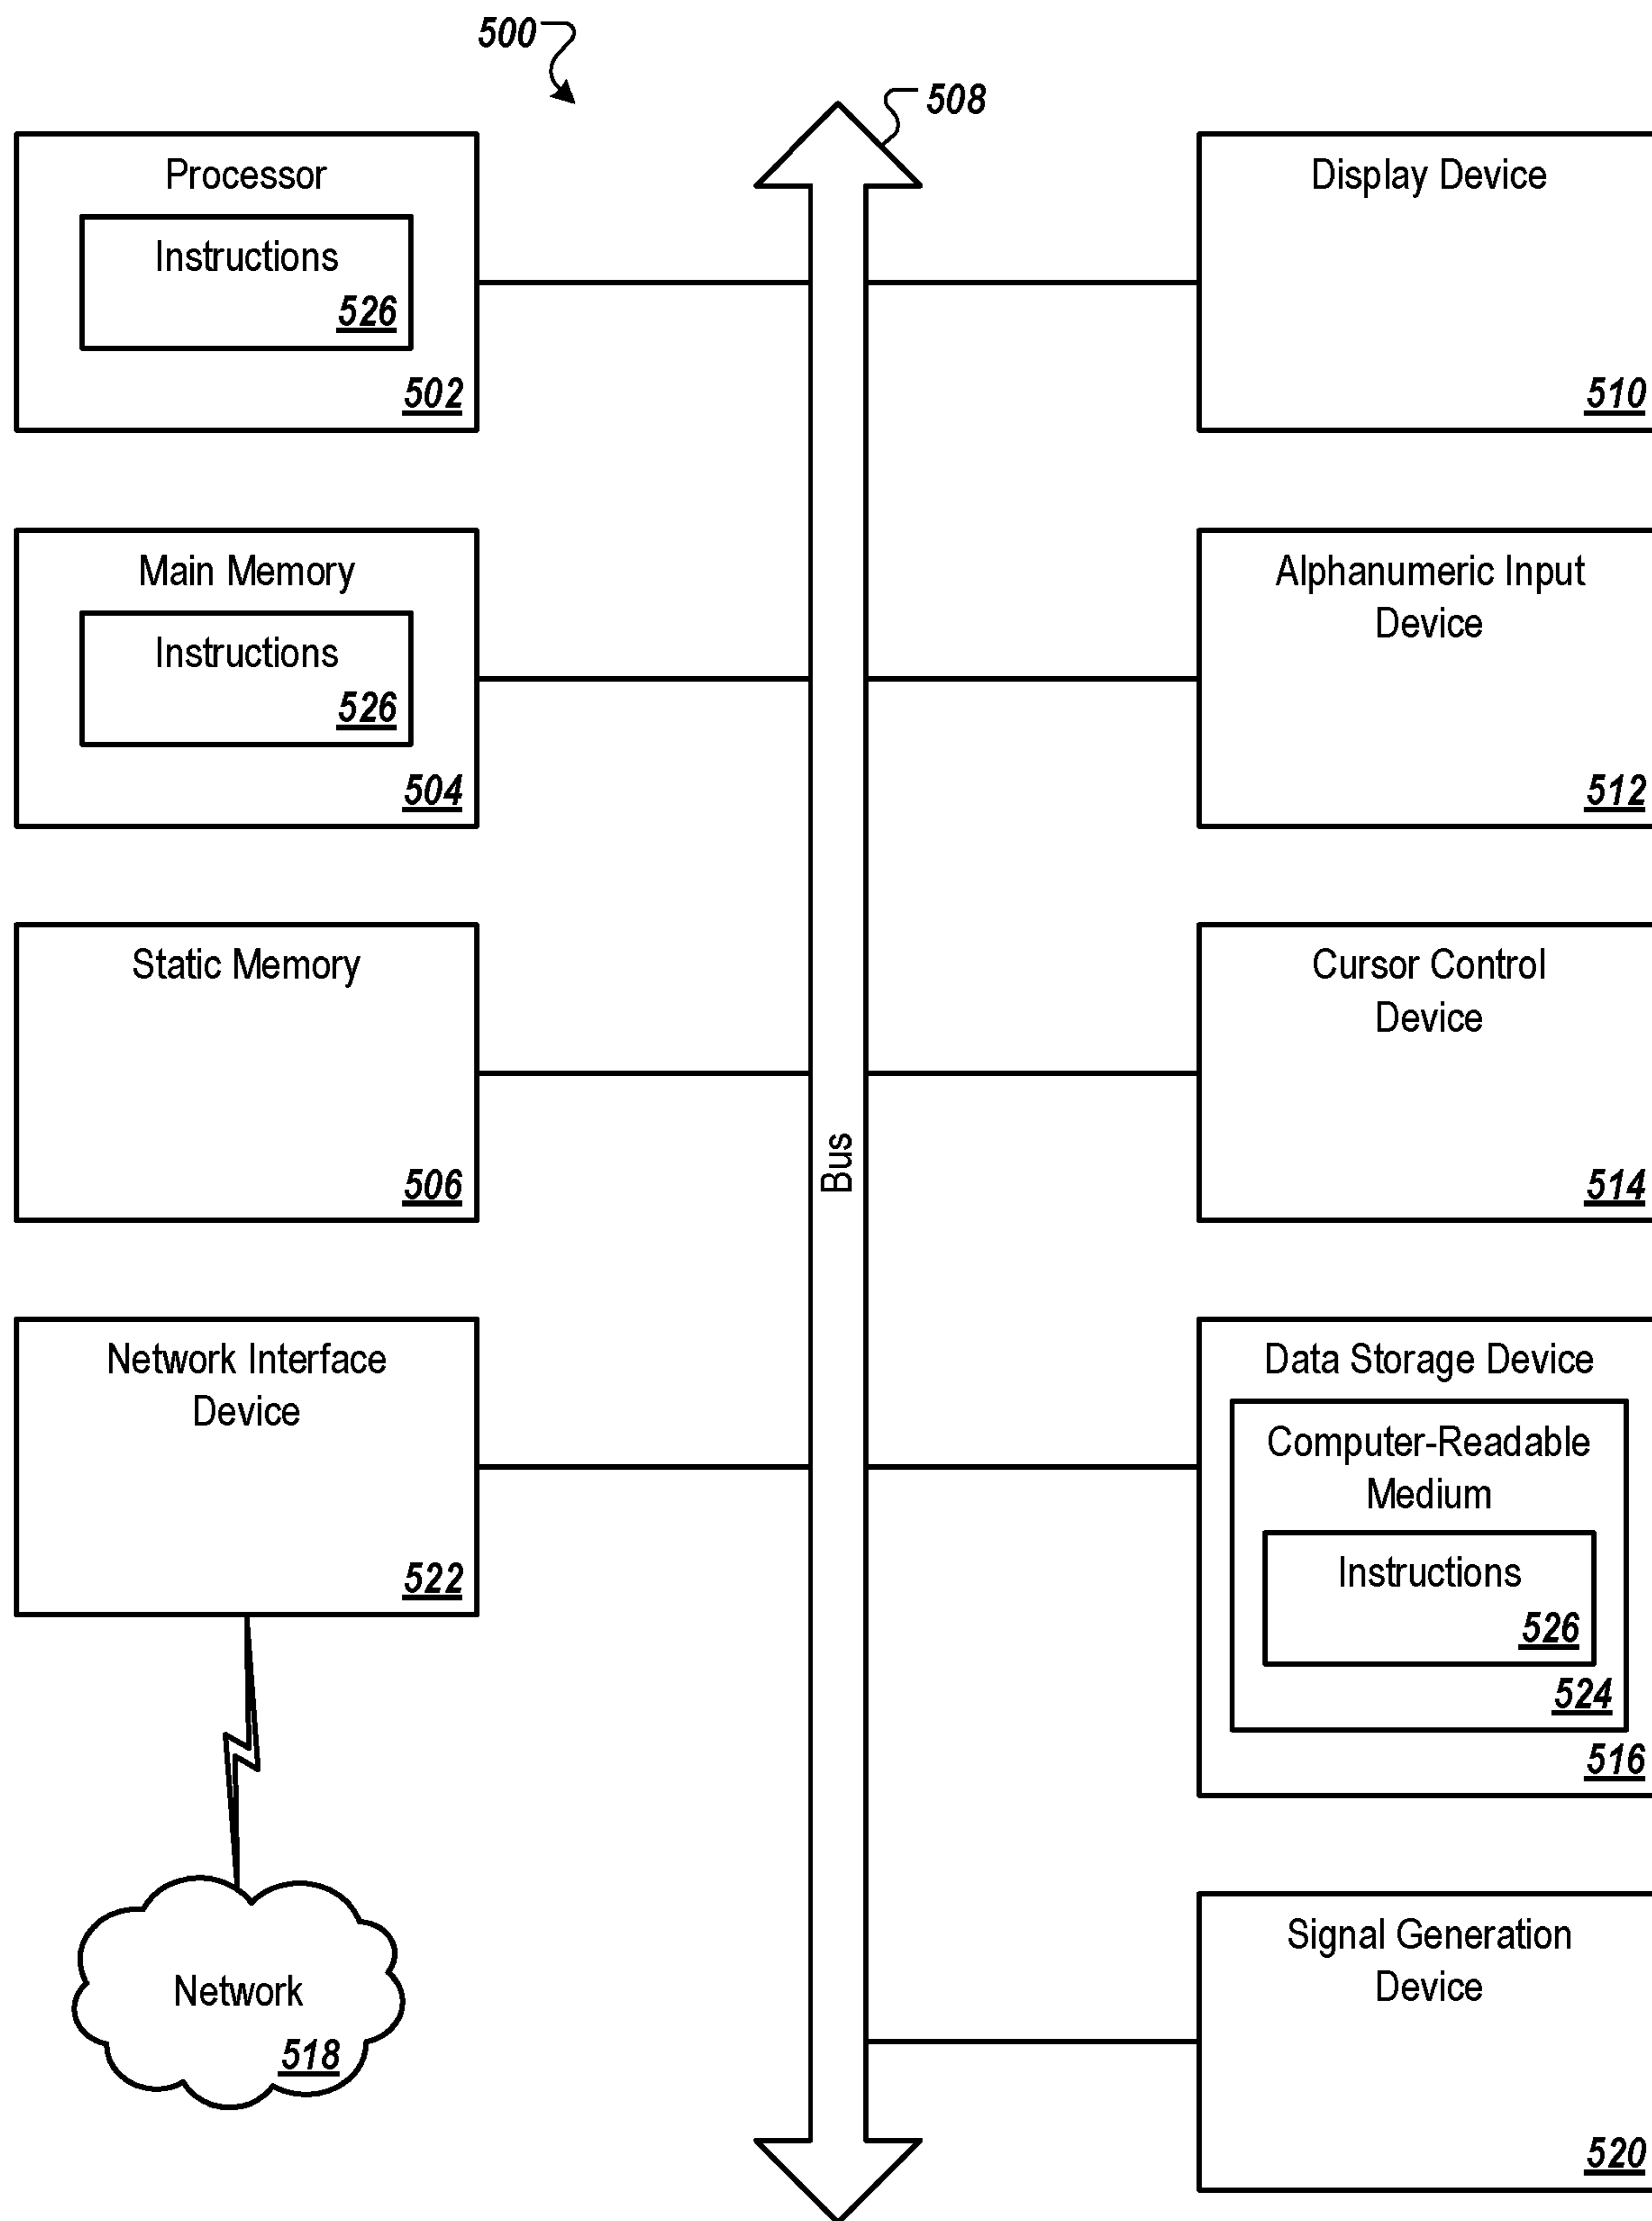 500
508
Processor
Instructions
526
502
Display Device
510
Main Memory
Instructions
526
504
Alphanumeric Input
Device
512
Static Memory
506
Cursor Control
Device
514
Bus
Network Interface
Device
522
Data Storage Device
Computer-Readable
Medium
Instructions
526
524
516
Network
518
Signal Generation
Device
520